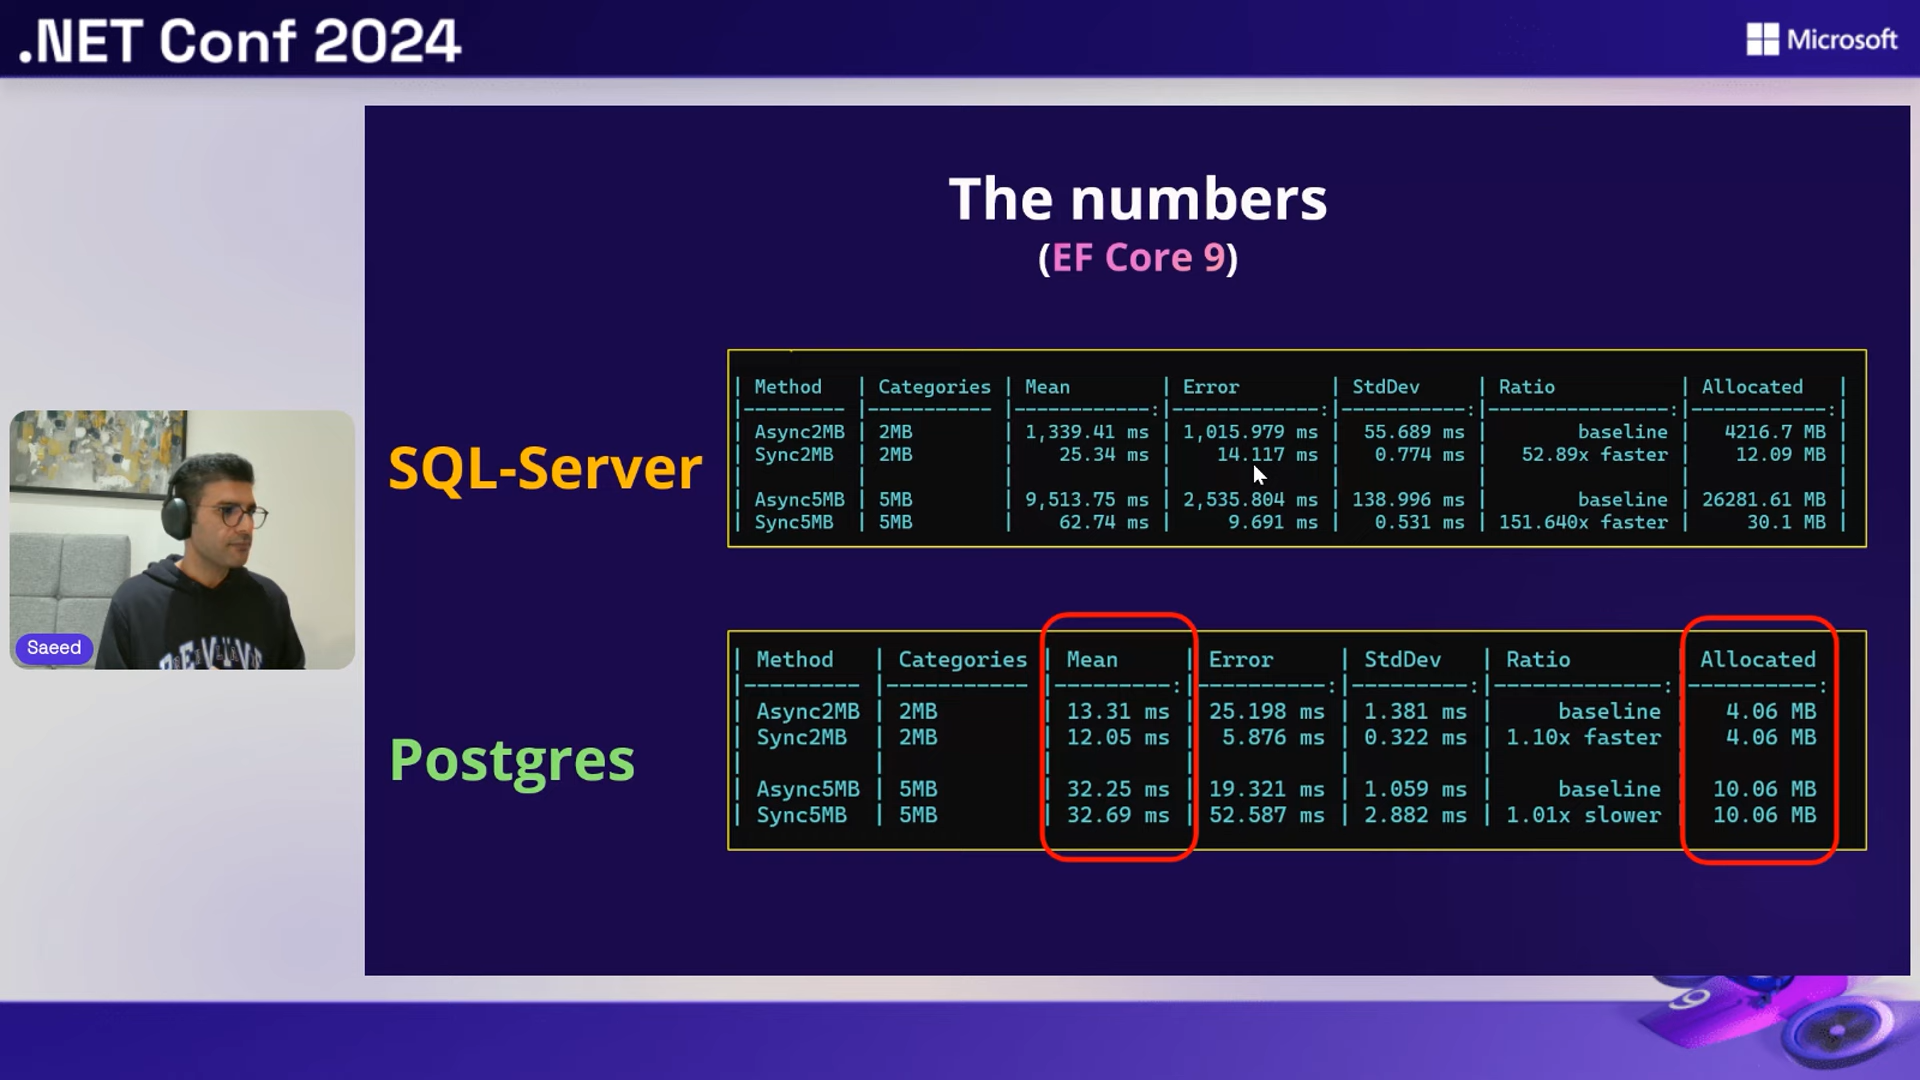 .NET Conf 2024
Microsoft
The numbers
(EF Core 9)
SQL-Server
| Method | Categories | Mean | Error | StdDev | Ratio | Allocated |
|---------|-----------|------------:|-------------:|-----------:|----------------:|------------:|
| Async2MB | 2MB | 1,339.41 ms | 1,015.979 ms | 55.689 ms | baseline | 4216.7 MB |
| Sync2MB | 2MB | 25.34 ms | 14.117 ms | 0.774 ms | 52.89x faster | 12.09 MB |
| | | | | | | |
| Async5MB | 5MB | 9,513.75 ms | 2,535.804 ms | 138.996 ms | baseline | 26281.61 MB |
| Sync5MB | 5MB | 62.74 ms | 9.691 ms | 0.531 ms | 151.640x faster | 30.1 MB |
Saeed
REVIVE
Postgres
| Method | Categories | Mean | Error | StdDev | Ratio | Allocated
|---------|-----------|---------:|----------:|---------:|-------------:|----------:
| Async2MB | 2MB | 13.31 ms | 25.198 ms | 1.381 ms | baseline | 4.06 MB
| Sync2MB | 2MB | 12.05 ms | 5.876 ms | 0.322 ms | 1.10x faster | 4.06 MB
| | | | | | |
| Async5MB | 5MB | 32.25 ms | 19.321 ms | 1.059 ms | baseline | 10.06 MB
| Sync5MB | 5MB | 32.69 ms | 52.587 ms | 2.882 ms | 1.01x slower | 10.06 MB
9